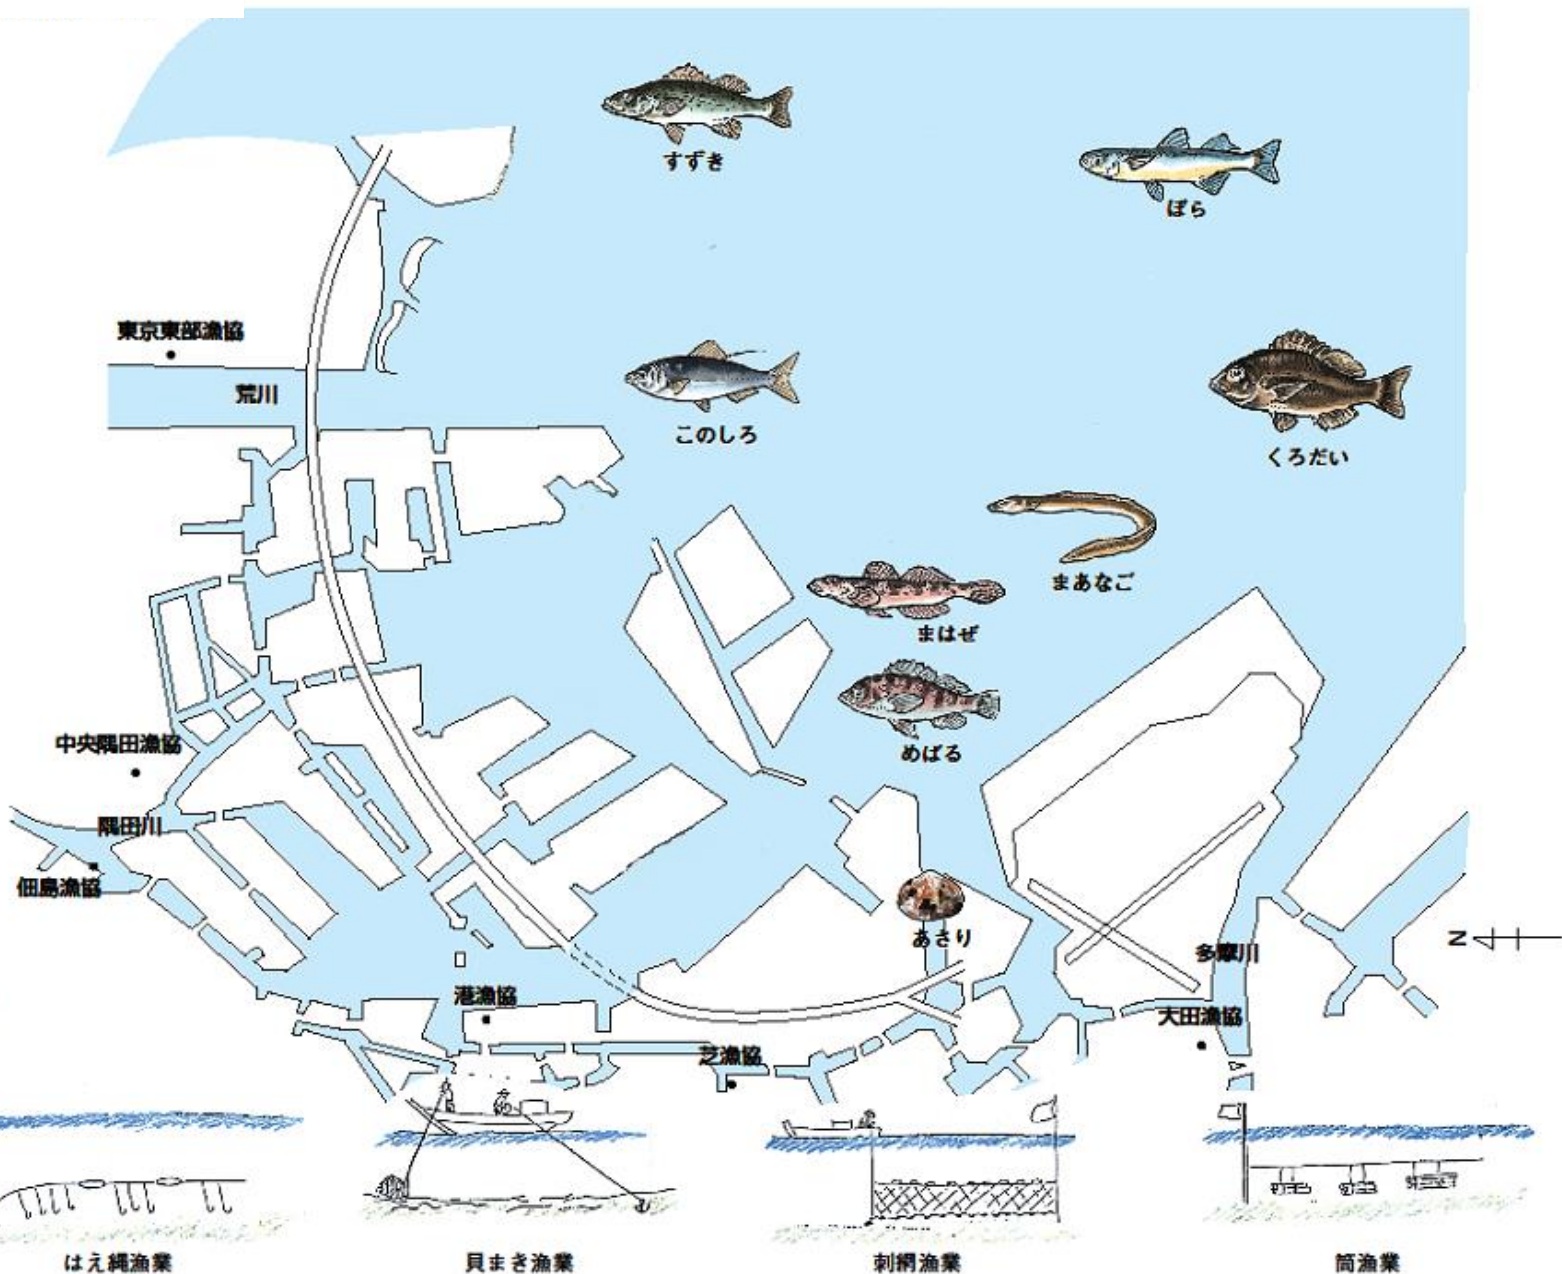 すずき
ぼら
東京東部漁協
荒川
このしろ
くろだい
まあなご
まはぜ
めばる
中央隅田漁協
隅田川
佃島漁協
あさり
N
多摩川
港漁協
大田漁協
芝漁協
はえ縄漁業
貝まき漁業
刺網漁業
筒漁業